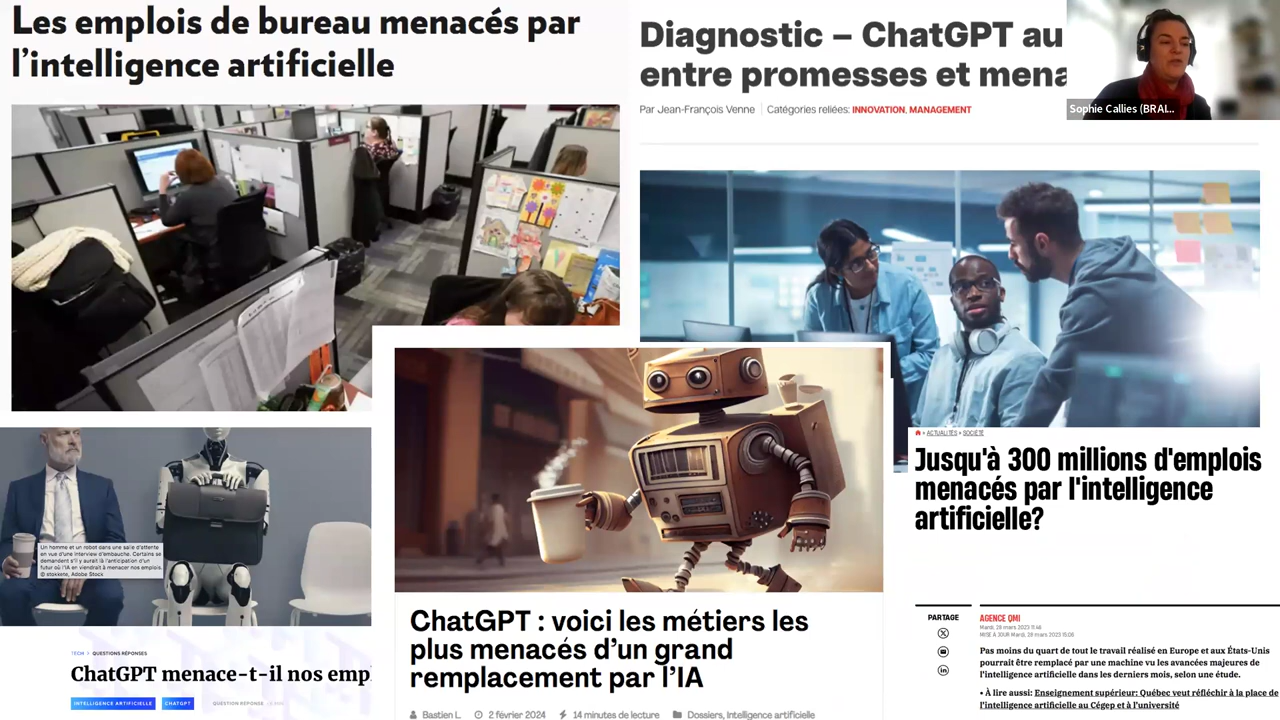 Les emplois de bureau menacés par
l'intelligence artificielle
Diagnostic – ChatGPT au
entre promesses et mena
Par Jean-François Venne
Catégories reliées: INNOVATION, MANAGEMENT
Sophie Callies (BRAL..
Un homme et un robot dans une salle d'attente
en vue d'une interview d'embauche. Certains se
demandent s'il y aurait là l'anticipation d'un
futur où l'IA en viendrait à menacer nos emplois.
© stokkete, Adobe Stock
TECH > QUESTIONS RÉPONSES
ChatGPT menace-t-il nos emp
INTELLIGENCE ARTIFICIELLE
CHATGPT
QUESTION RÉPONSE
ChatGPT : voici les métiers les
plus menacés d'un grand
remplacement par l'IA
Bastien L.
2 février 2024
14 minutes de lecture
Dossiers, Intelligence artificielle
> ACTUALITÉS > SOCIÉTÉ
Jusqu'à 300 millions d'emplois
menacés par l'intelligence
artificielle?
PARTAGE
AGENCE QMI
Mardi, 28 mars 2023 11:46
MISE À JOUR Mardi, 28 mars 2023 15:06
Pas moins du quart de tout le travail réalisé en Europe et aux États-Unis
pourrait être remplacé par une machine vu les avancées majeures de
l'intelligence artificielle dans les derniers mois, selon une étude.
• À lire aussi: Enseignement supérieur: Québec veut réfléchir à la place de
l'intelligence artificielle au Cégep et à l'université